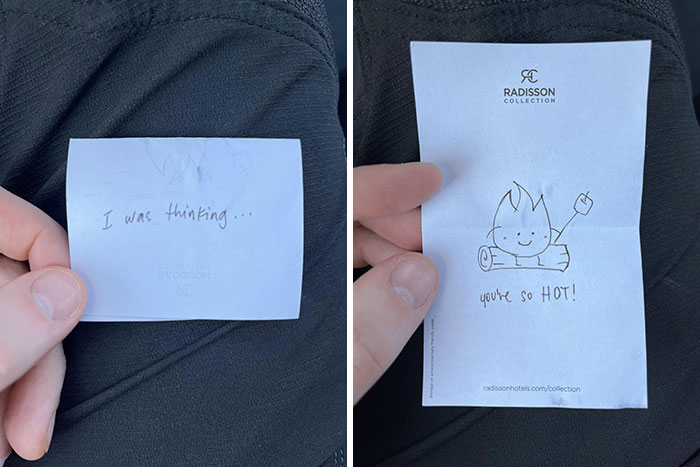 I was thinking...
RADISSON
COLLECTION
you're so HOT!
radissonhotels.com/collection